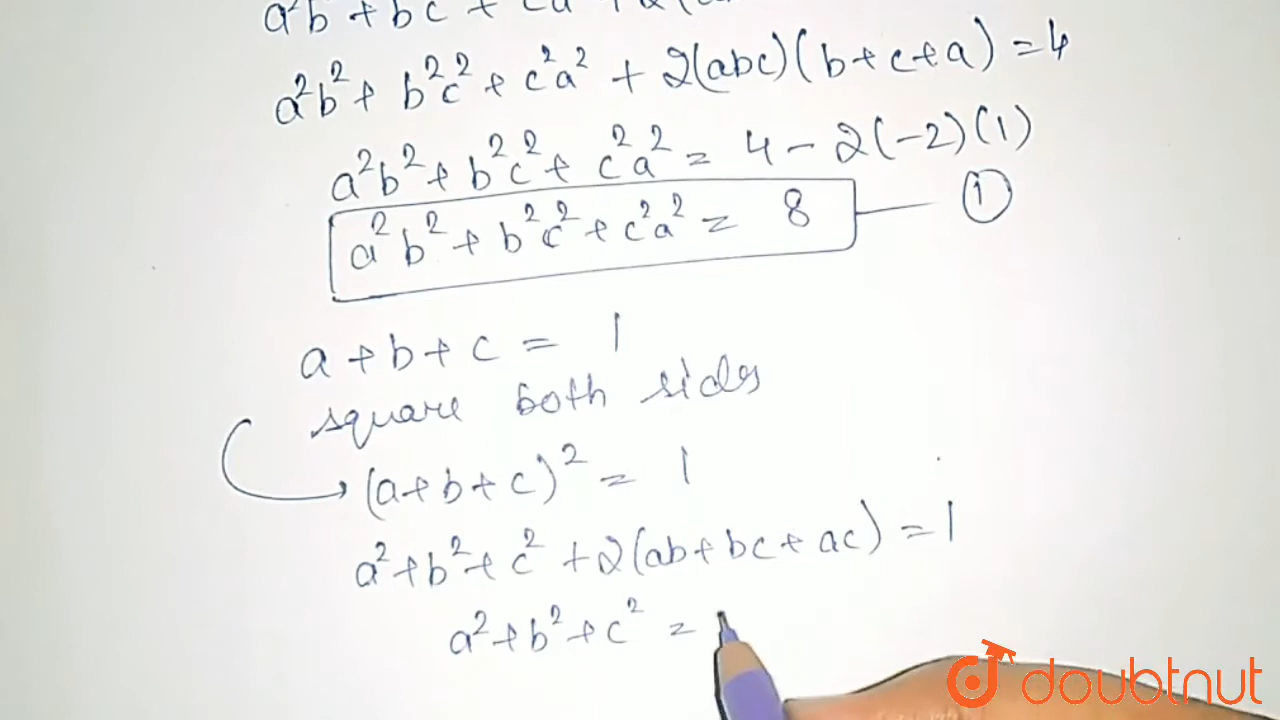 a²b² + b²c² + c²a² + 2(abc)(b+c+a) = 4
a²b² + b²c² + c²a² = 4 - 2(-2)(1)
a²b² + b²c² + c²a² = 8 ①
a + b + c = 1
square both sides
(a+b+c)² = 1
a² + b² + c² + 2(ab + bc + ac) = 1
a² + b² + c² =
doubtnut